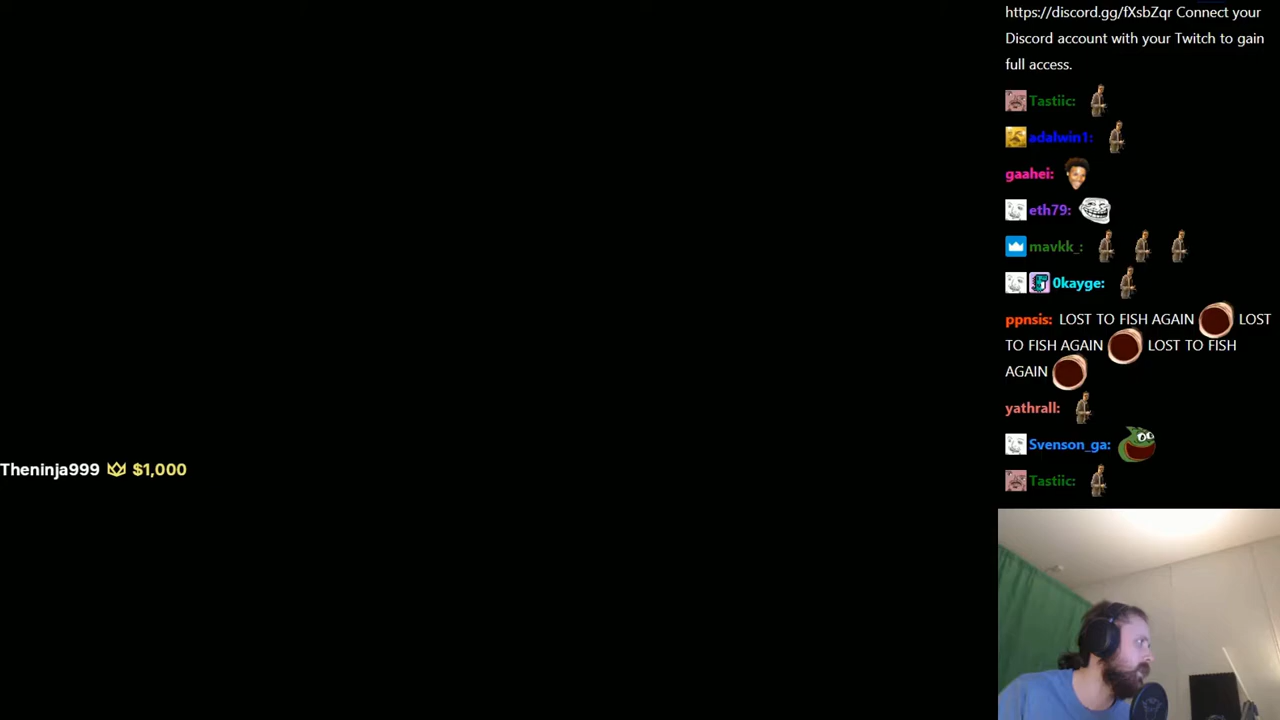 https://discord.gg/fXsbZqr Connect your
Discord account with your Twitch to gain
full access.
Tastiic:
adalwin1:
gaahei:
eth79:
mavkk_:
0kayge:
ppnsis: LOST TO FISH AGAIN LOST
TO FISH AGAIN LOST TO FISH
AGAIN
yathrall:
Svenson_ga:
Theninja999 $1,000
Tastiic: